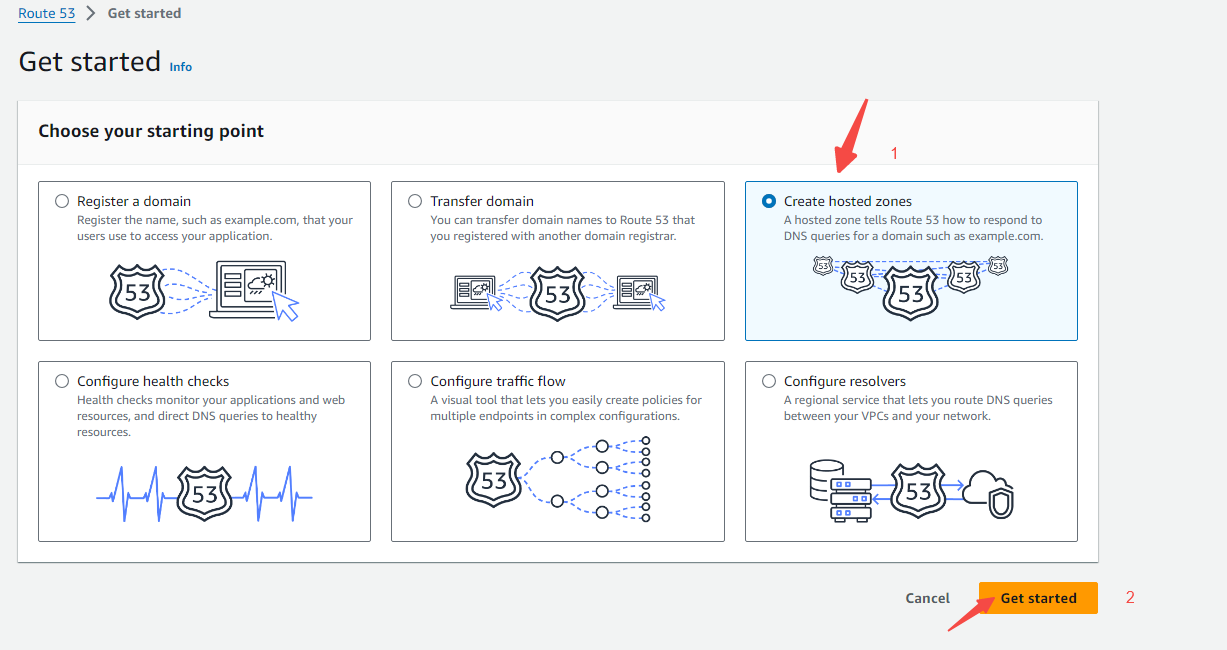 Route 53 > Get started
Get started Info
Choose your starting point
1
Register a domain
Register the name, such as example.com, that your
users use to access your application.
53
Transfer domain
You can transfer domain names to Route 53 that
you registered with another domain registrar.
53
Create hosted zones
A hosted zone tells Route 53 how to respond to
DNS queries for a domain such as example.com.
53 53 53 53 53
Configure health checks
Health checks monitor your applications and web
resources, and direct DNS queries to healthy
resources.
53
Configure traffic flow
A visual tool that lets you easily create policies for
multiple endpoints in complex configurations.
53
Configure resolvers
A regional service that lets you route DNS queries
between your VPCs and your network.
53
Cancel Get started 2